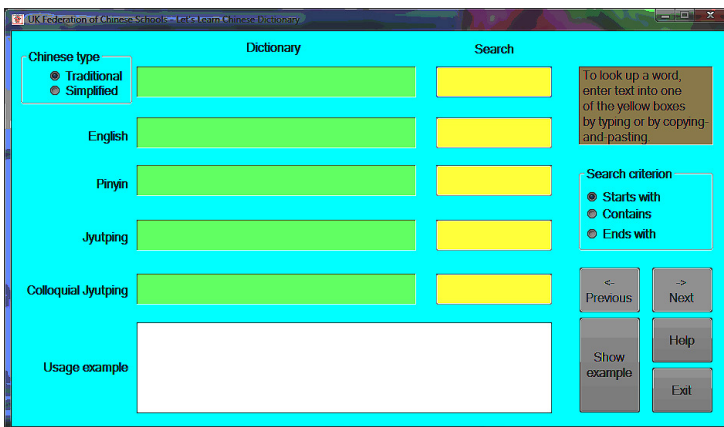 UK Federation of Chinese Schools - Let's Learn Chinese Dictionary
Dictionary
Search
Chinese type
Traditional
Simplified
To look up a word,
enter text into one
of the yellow boxes
by typing or by copying-
and-pasting.
English
Pinyin
Search criterion
Starts with
Contains
Ends with
Jyutping
Colloquial Jyutping
<-
Previous
->
Next
Usage example
Show
example
Help
Exit